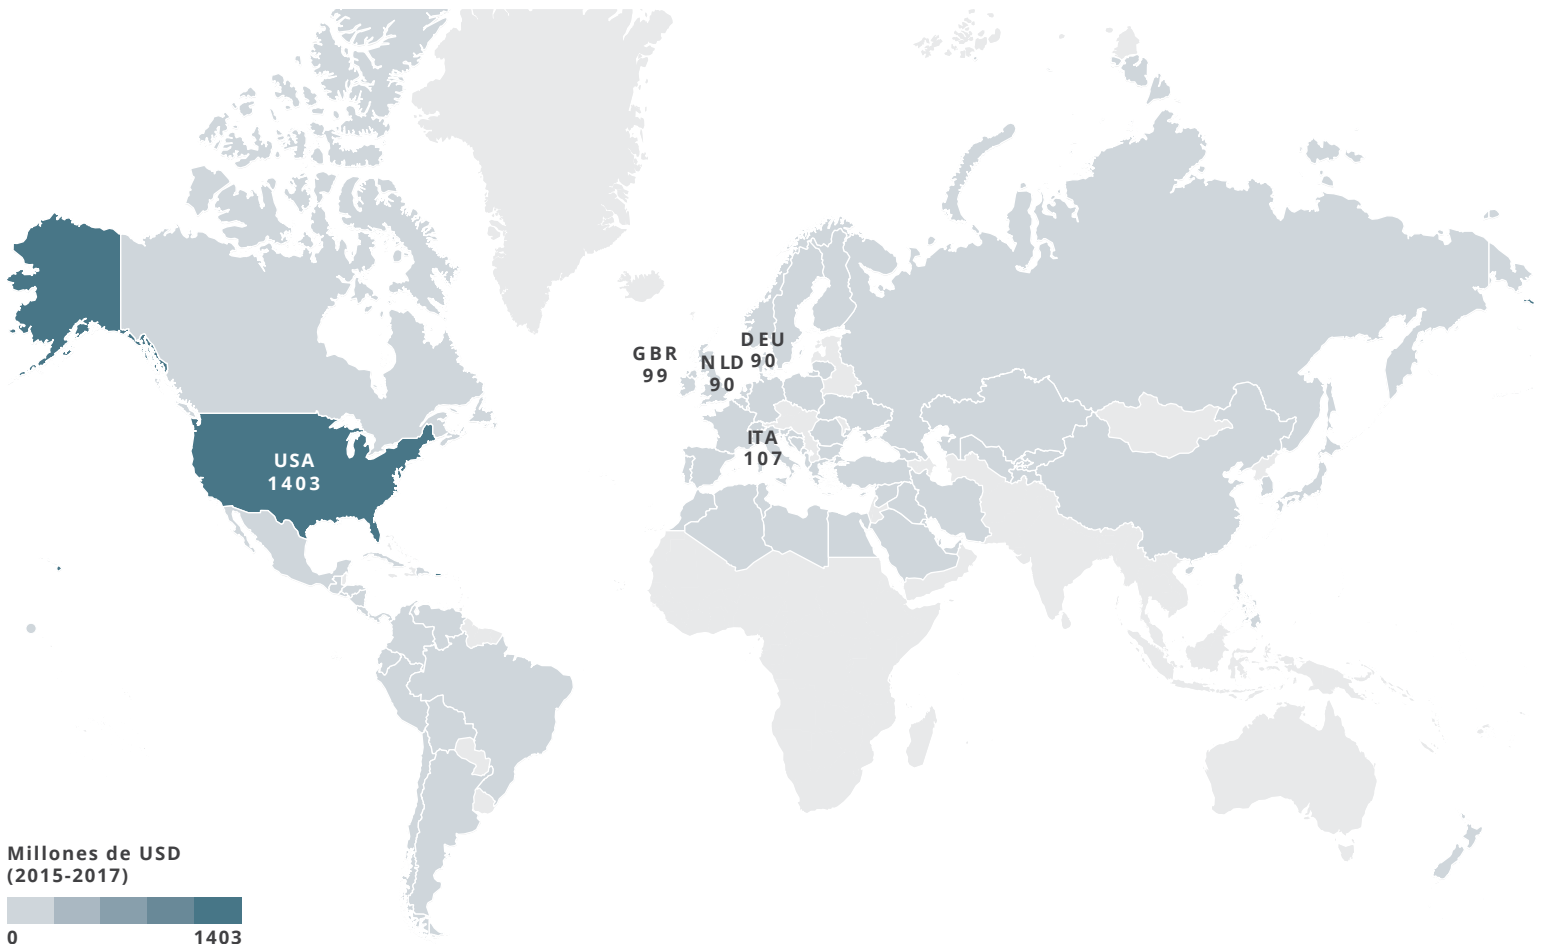 DEU
90
GBR
99
NLD
90
ITA
107
USA
1403
Millones de USD
(2015-2017)
0 1403